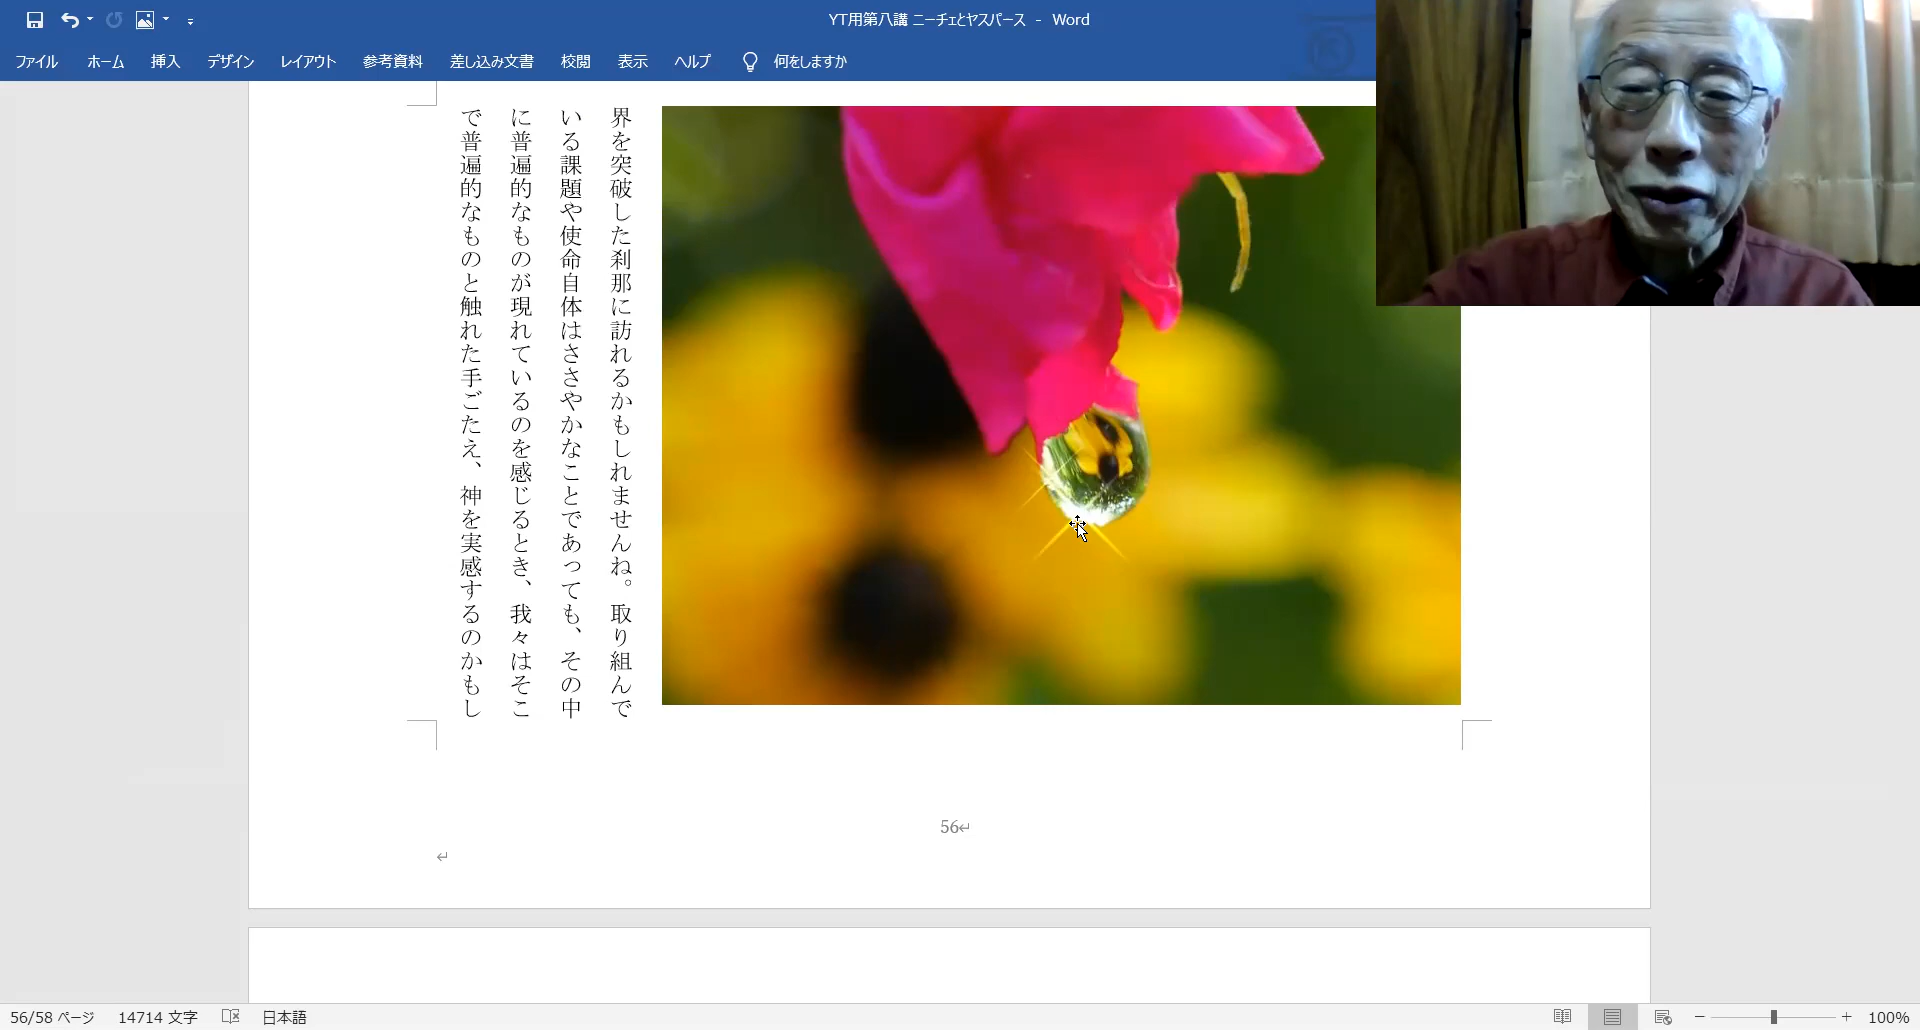 YT用第八講 ニーチェとヤスパース - Word
ファイル ホーム 挿入 デザイン レイアウト 参考資料 差し込み文書 校閲 表示 ヘルプ 何をしますか
界を突破した刹那に訪れるかもしれませんね。取り組んで
いる課題や使命自体はささやかなことであっても、その中
に普遍的なものが現れているのを感じるとき、我々はそこ
で普遍的なものと触れた手ごたえ、神を実感するのかもし
56
56/58 ページ 14714 文字 日本語 100%